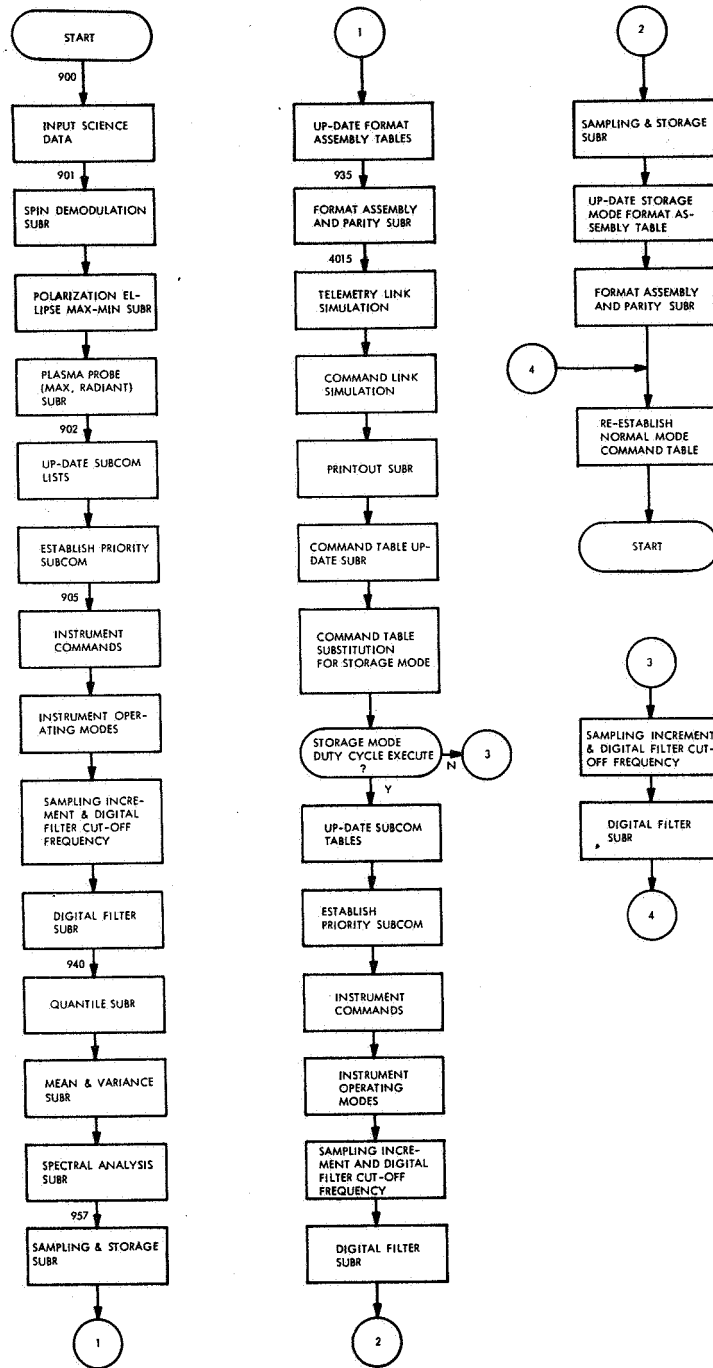 START
900
INPUT SCIENCE
DATA
901
SPIN DEMODULATION
SUBR
POLARIZATION EL-
LIPSE MAX-MIN SUBR
PLASMA PROBE
(MAX, RADIANT)
SUBR
902
UP-DATE SUBCOM
LISTS
ESTABLISH PRIORITY
SUBCOM
905
INSTRUMENT
COMMANDS
INSTRUMENT OPER-
ATING MODES
SAMPLING INCRE-
MENT & DIGITAL
FILTER CUT-OFF
FREQUENCY
DIGITAL FILTER
SUBR
940
QUANTILE SUBR
MEAN & VARIANCE
SUBR
SPECTRAL ANALYSIS
SUBR
957
SAMPLING & STORAGE
SUBR
1
1
UP-DATE FORMAT
ASSEMBLY TABLES
935
FORMAT ASSEMBLY
AND PARITY SUBR
4015
TELEMETRY LINK
SIMULATION
COMMAND LINK
SIMULATION
PRINTOUT SUBR
COMMAND TABLE UP-
DATE SUBR
COMMAND TABLE
SUBSTITUTION
FOR STORAGE MODE
STORAGE MODE
DUTY CYCLE EXECUTE
?
N
3
Y
UP-DATE SUBCOM
TABLES
ESTABLISH
PRIORITY SUBCOM
INSTRUMENT
COMMANDS
INSTRUMENT
OPERATING
MODES
SAMPLING INCRE-
MENT AND DIGITAL
FILTER CUT-OFF
FREQUENCY
DIGITAL FILTER
SUBR
2
2
SAMPLING & STORAGE
SUBR
UP-DATE STORAGE
MODE FORMAT AS-
SEMBLY TABLE
FORMAT ASSEMBLY
AND PARITY SUBR
4
RE-ESTABLISH
NORMAL MODE
COMMAND TABLE
START
3
SAMPLING INCREMENT
& DIGITAL FILTER CUT-
OFF FREQUENCY
DIGITAL FILTER
SUBR
4